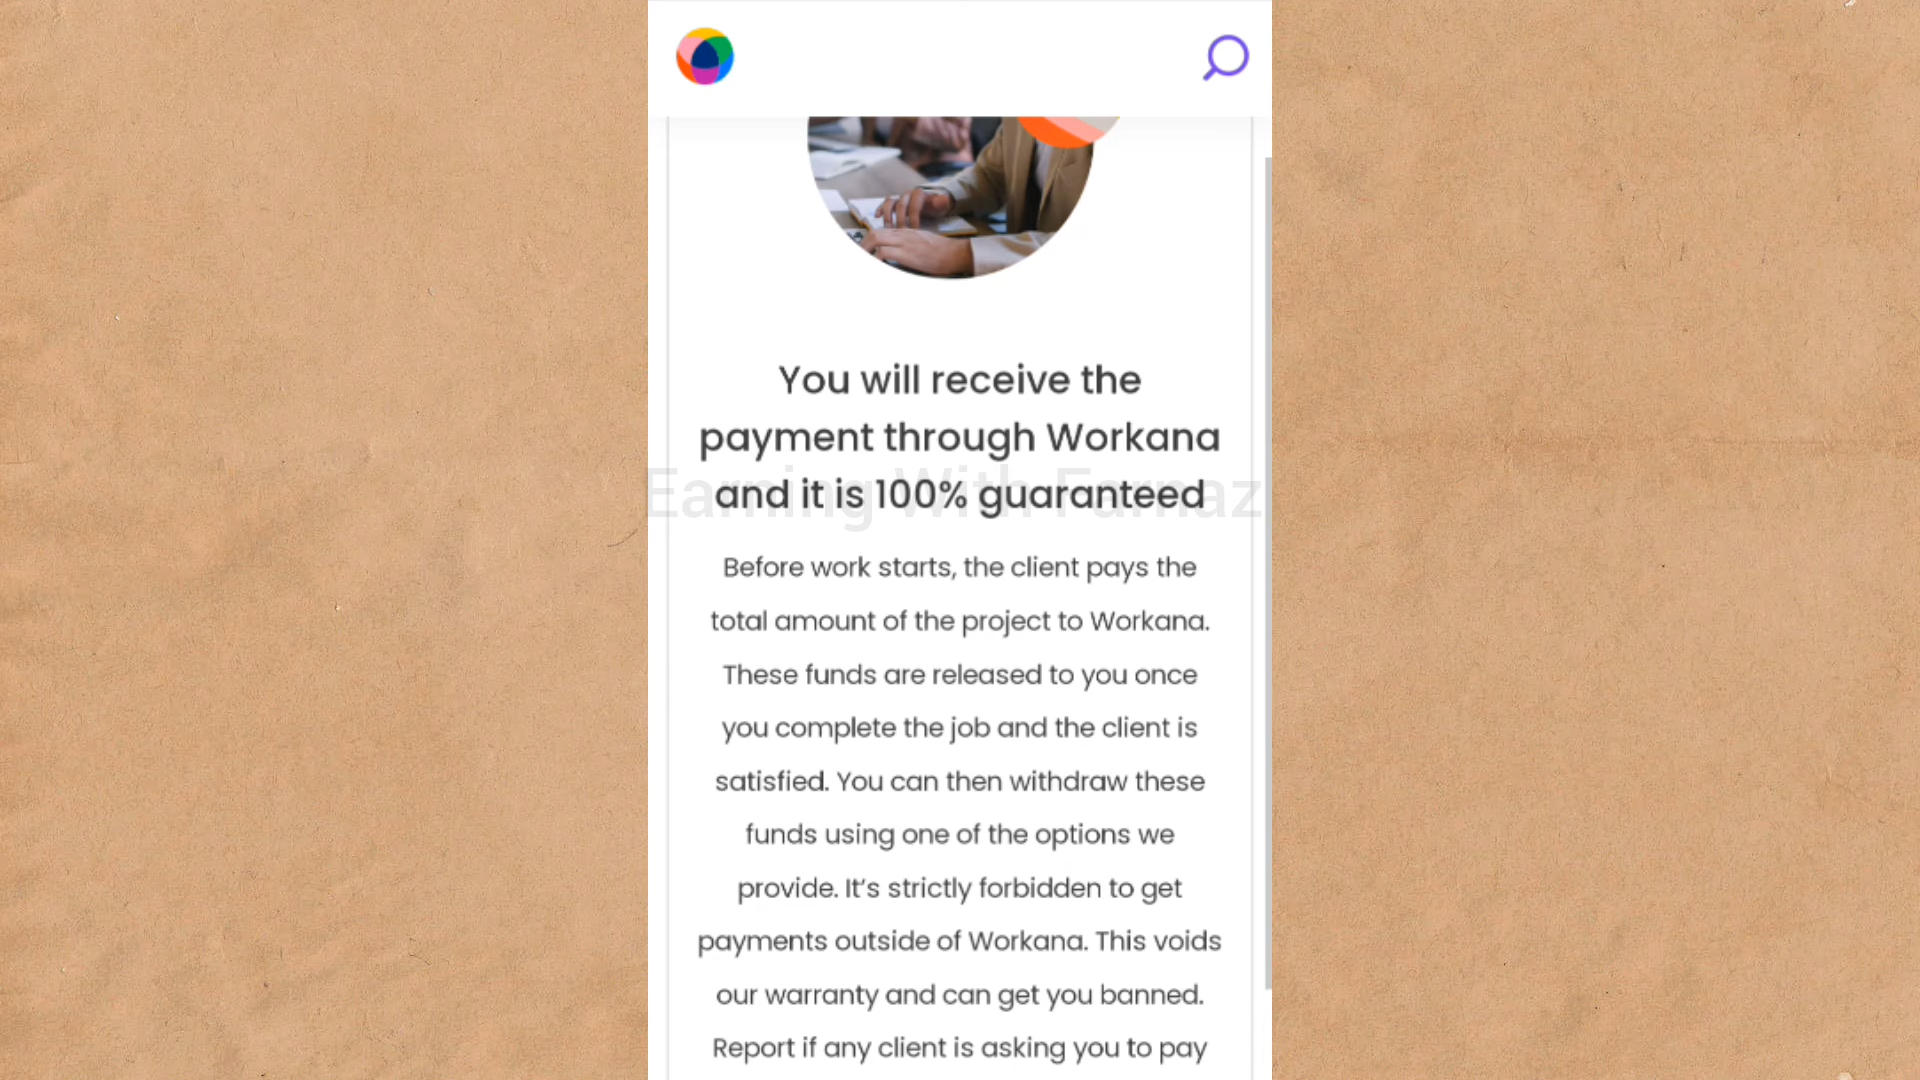 You will receive the
payment through Workana
and it is 100% guaranteed
Earning With Farnaz
Before work starts, the client pays the
total amount of the project to Workana.
These funds are released to you once
you complete the job and the client is
satisfied. You can then withdraw these
funds using one of the options we
provide. It’s strictly forbidden to get
payments outside of Workana. This voids
our warranty and can get you banned.
Report if any client is asking you to pay